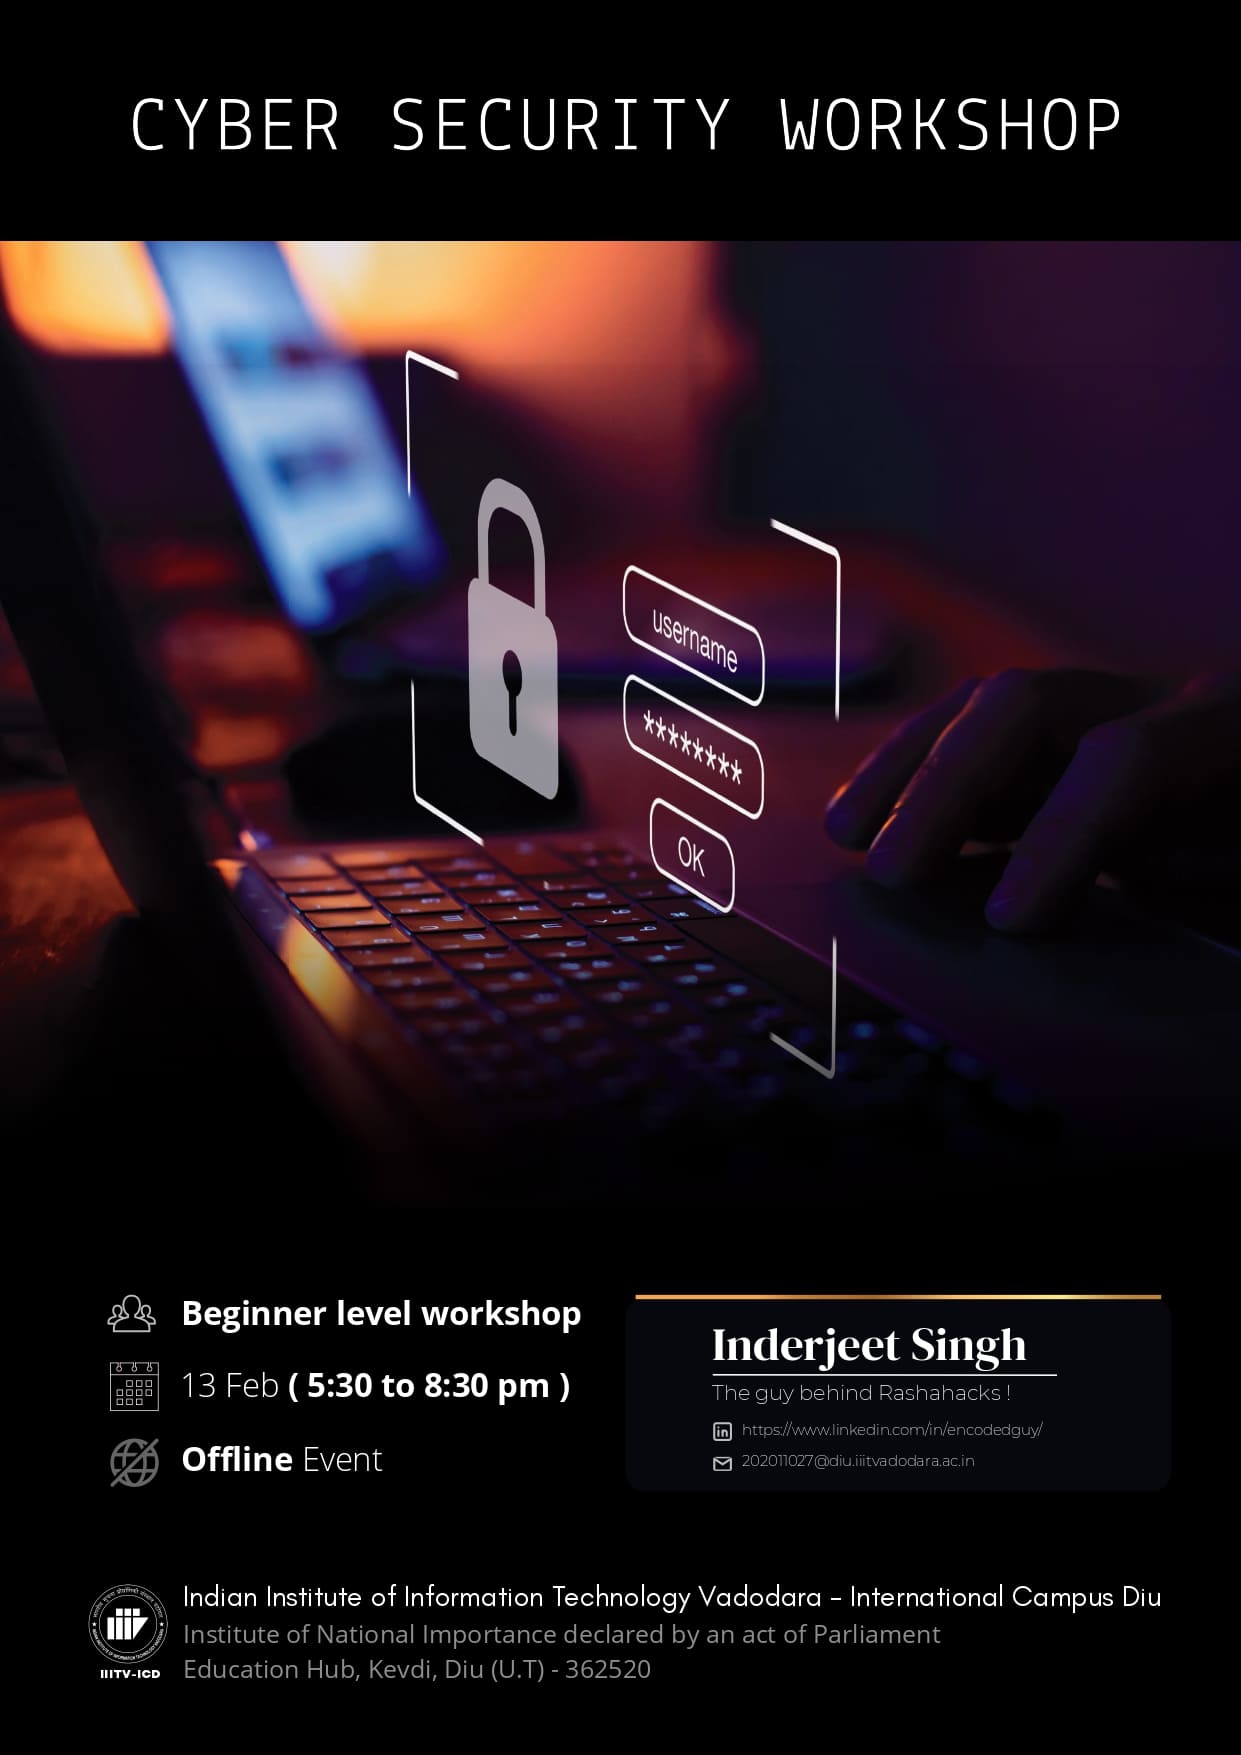 CYBER SECURITY WORKSHOP
username
********
OK
Beginner level workshop
13 Feb ( 5:30 to 8:30 pm )
Offline Event
Inderjeet Singh
The guy behind Rashahacks !
https://www.linkedin.com/in/encodedguy/
202011027@diu.iiitvadodara.ac.in
Indian Institute of Information Technology Vadodara - International Campus Diu
Institute of National Importance declared by an act of Parliament
Education Hub, Kevdi, Diu (U.T) - 362520
IIITV-ICD